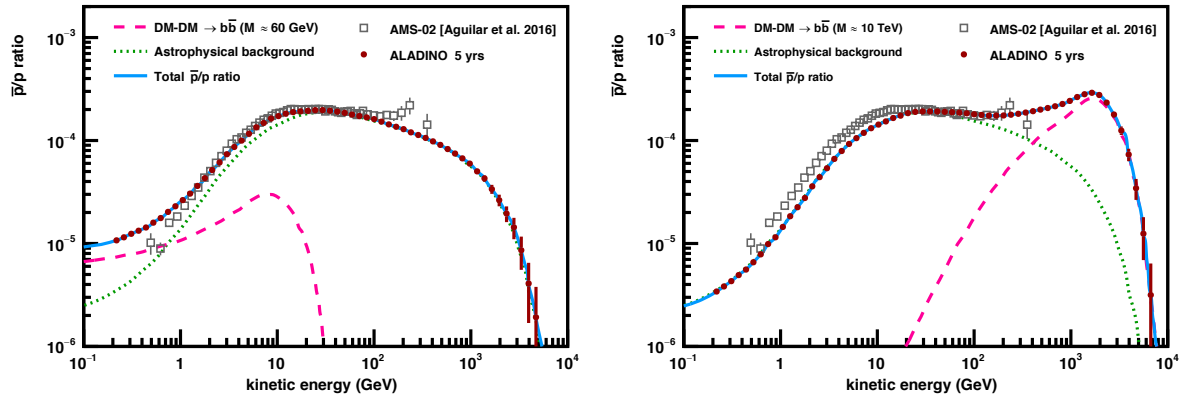 DM-DM → bb̅ (M ≈ 60 GeV)
Astrophysical background
Total p̅/p ratio
AMS-02 [Aguilar et al. 2016]
ALADINO 5 yrs
p̅/p ratio
10⁻³
10⁻⁴
10⁻⁵
10⁻⁶
10⁻¹ 1 10 10² 10³ 10⁴
kinetic energy (GeV)
DM-DM → bb̅ (M ≈ 10 TeV)
Astrophysical background
Total p̅/p ratio
AMS-02 [Aguilar et al. 2016]
ALADINO 5 yrs
p̅/p ratio
10⁻³
10⁻⁴
10⁻⁵
10⁻⁶
10⁻¹ 1 10 10² 10³ 10⁴
kinetic energy (GeV)